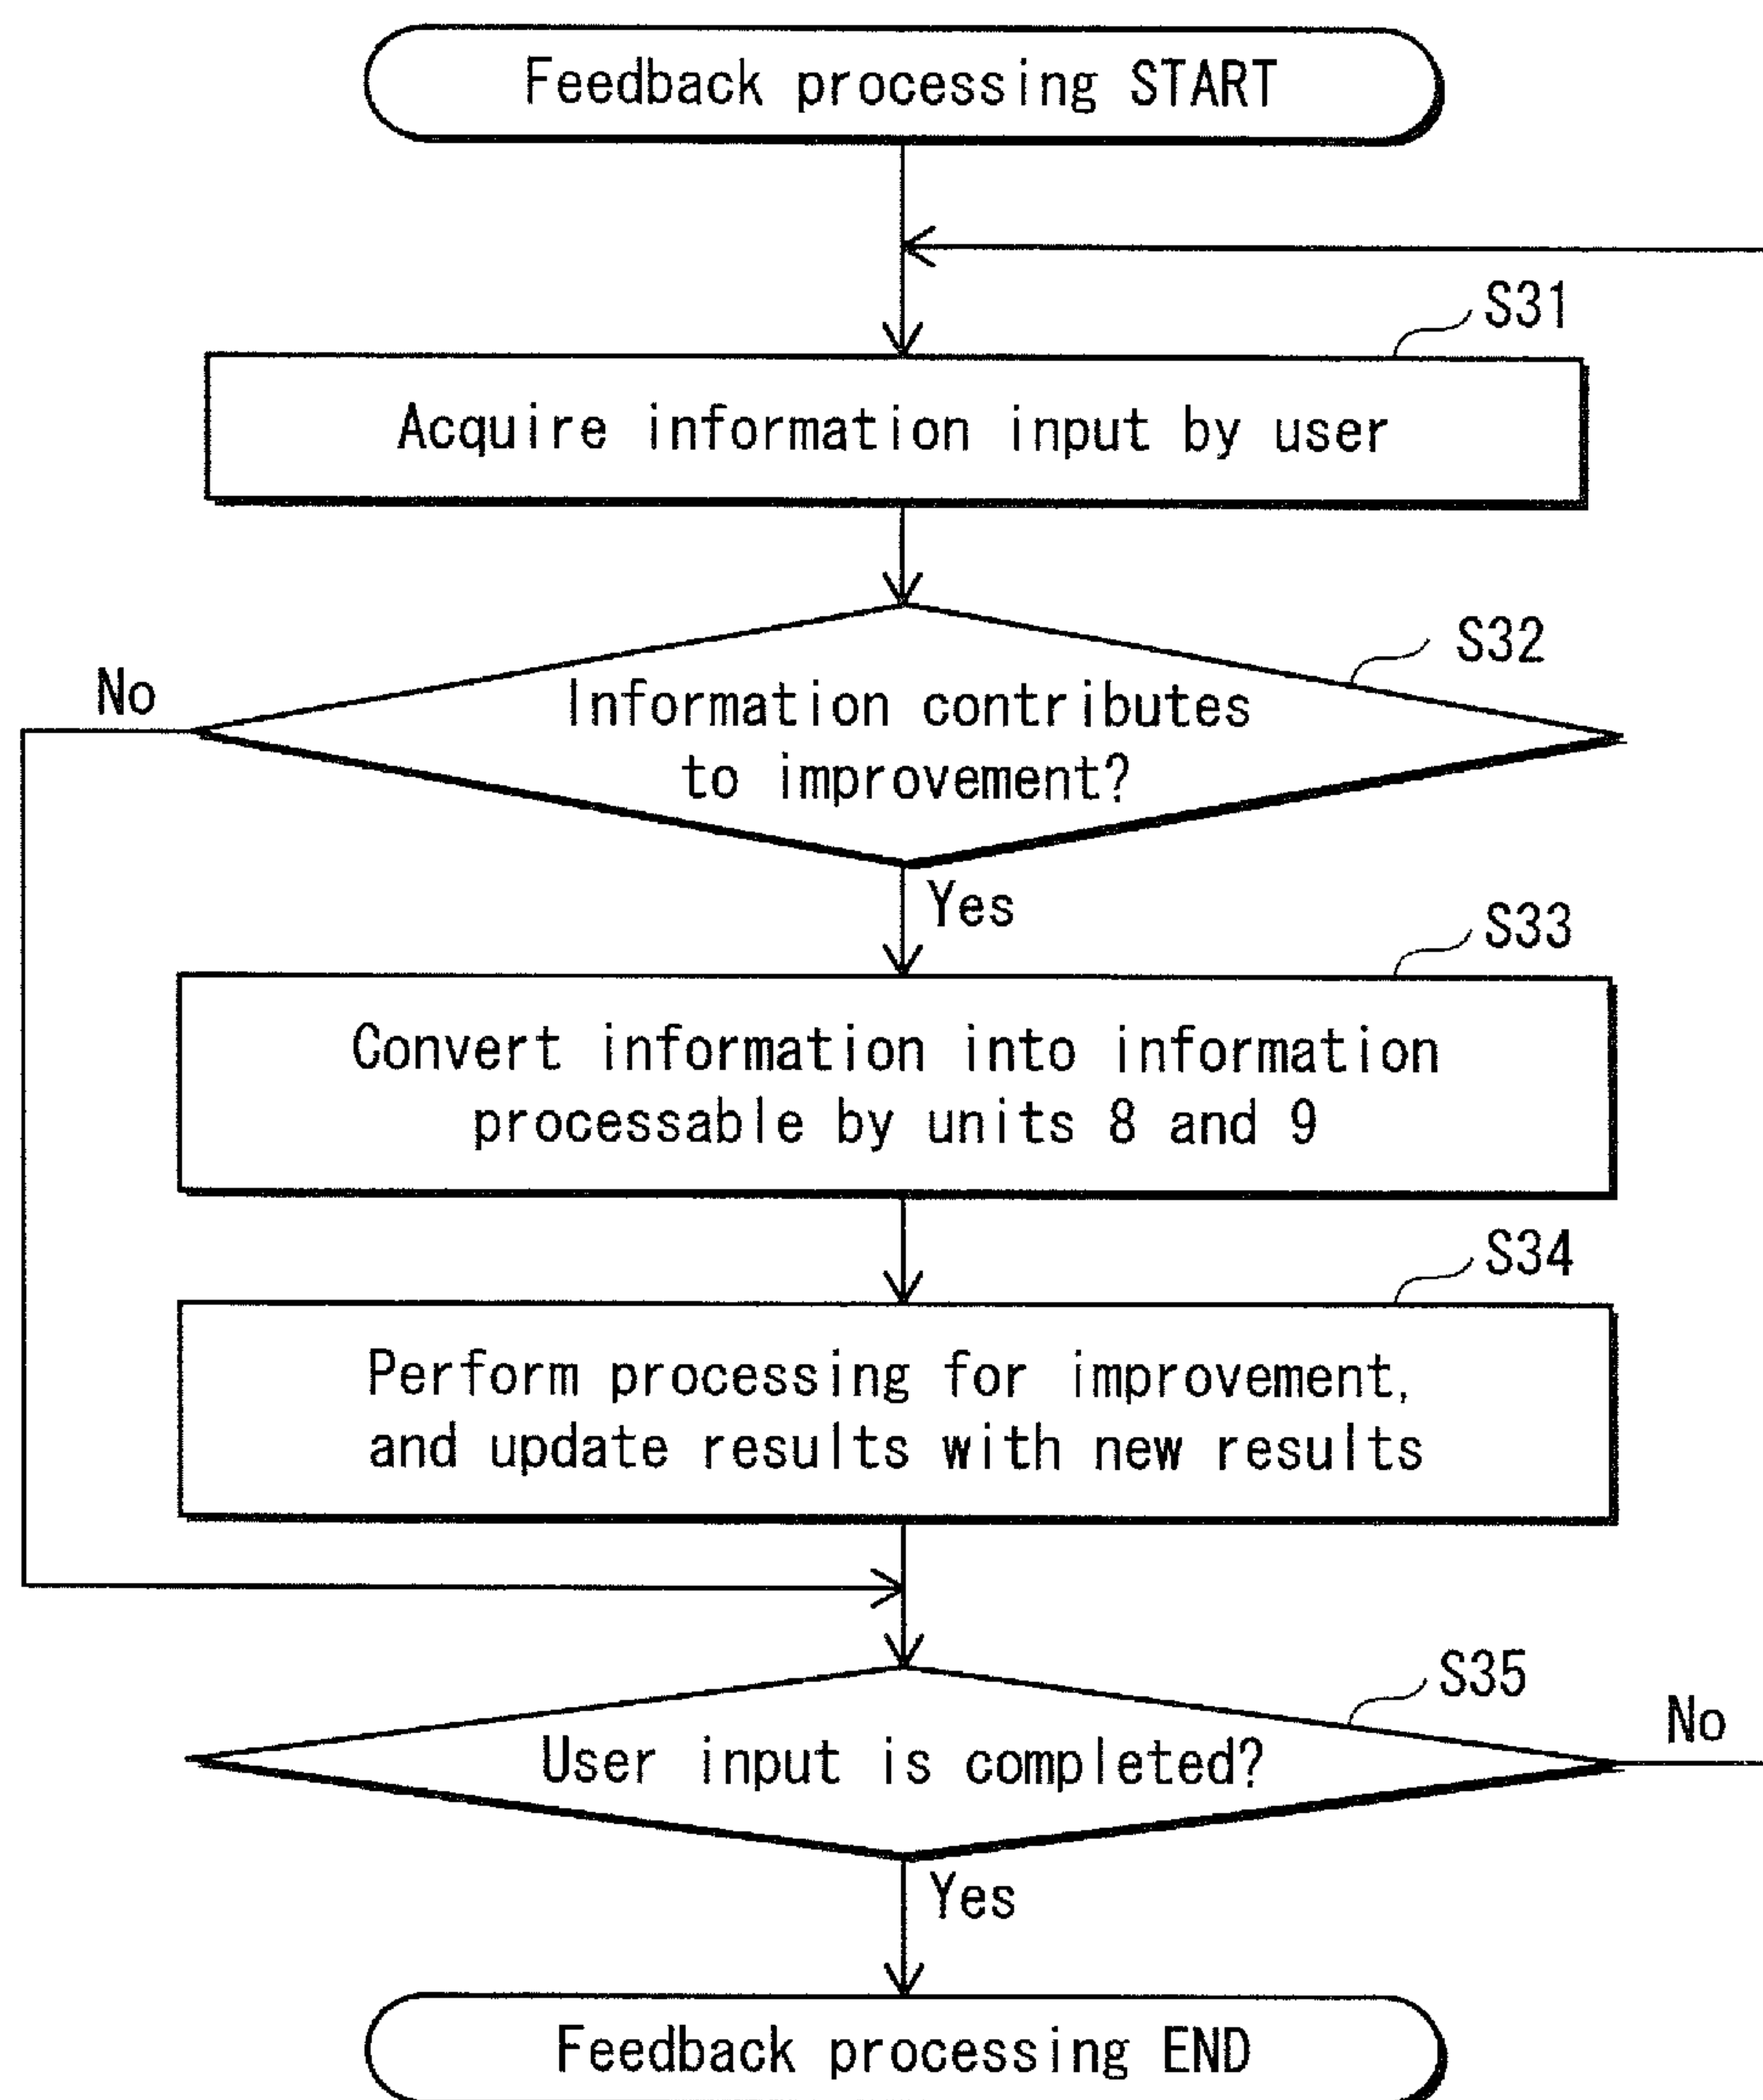 Feedback processing START
S31
Acquire information input by user
S32
No
Information contributes
to improvement?
Yes
S33
Convert information into information
processable by units 8 and 9
S34
Perform processing for improvement,
and update results with new results
S35
No
User input is completed?
Yes
Feedback processing END